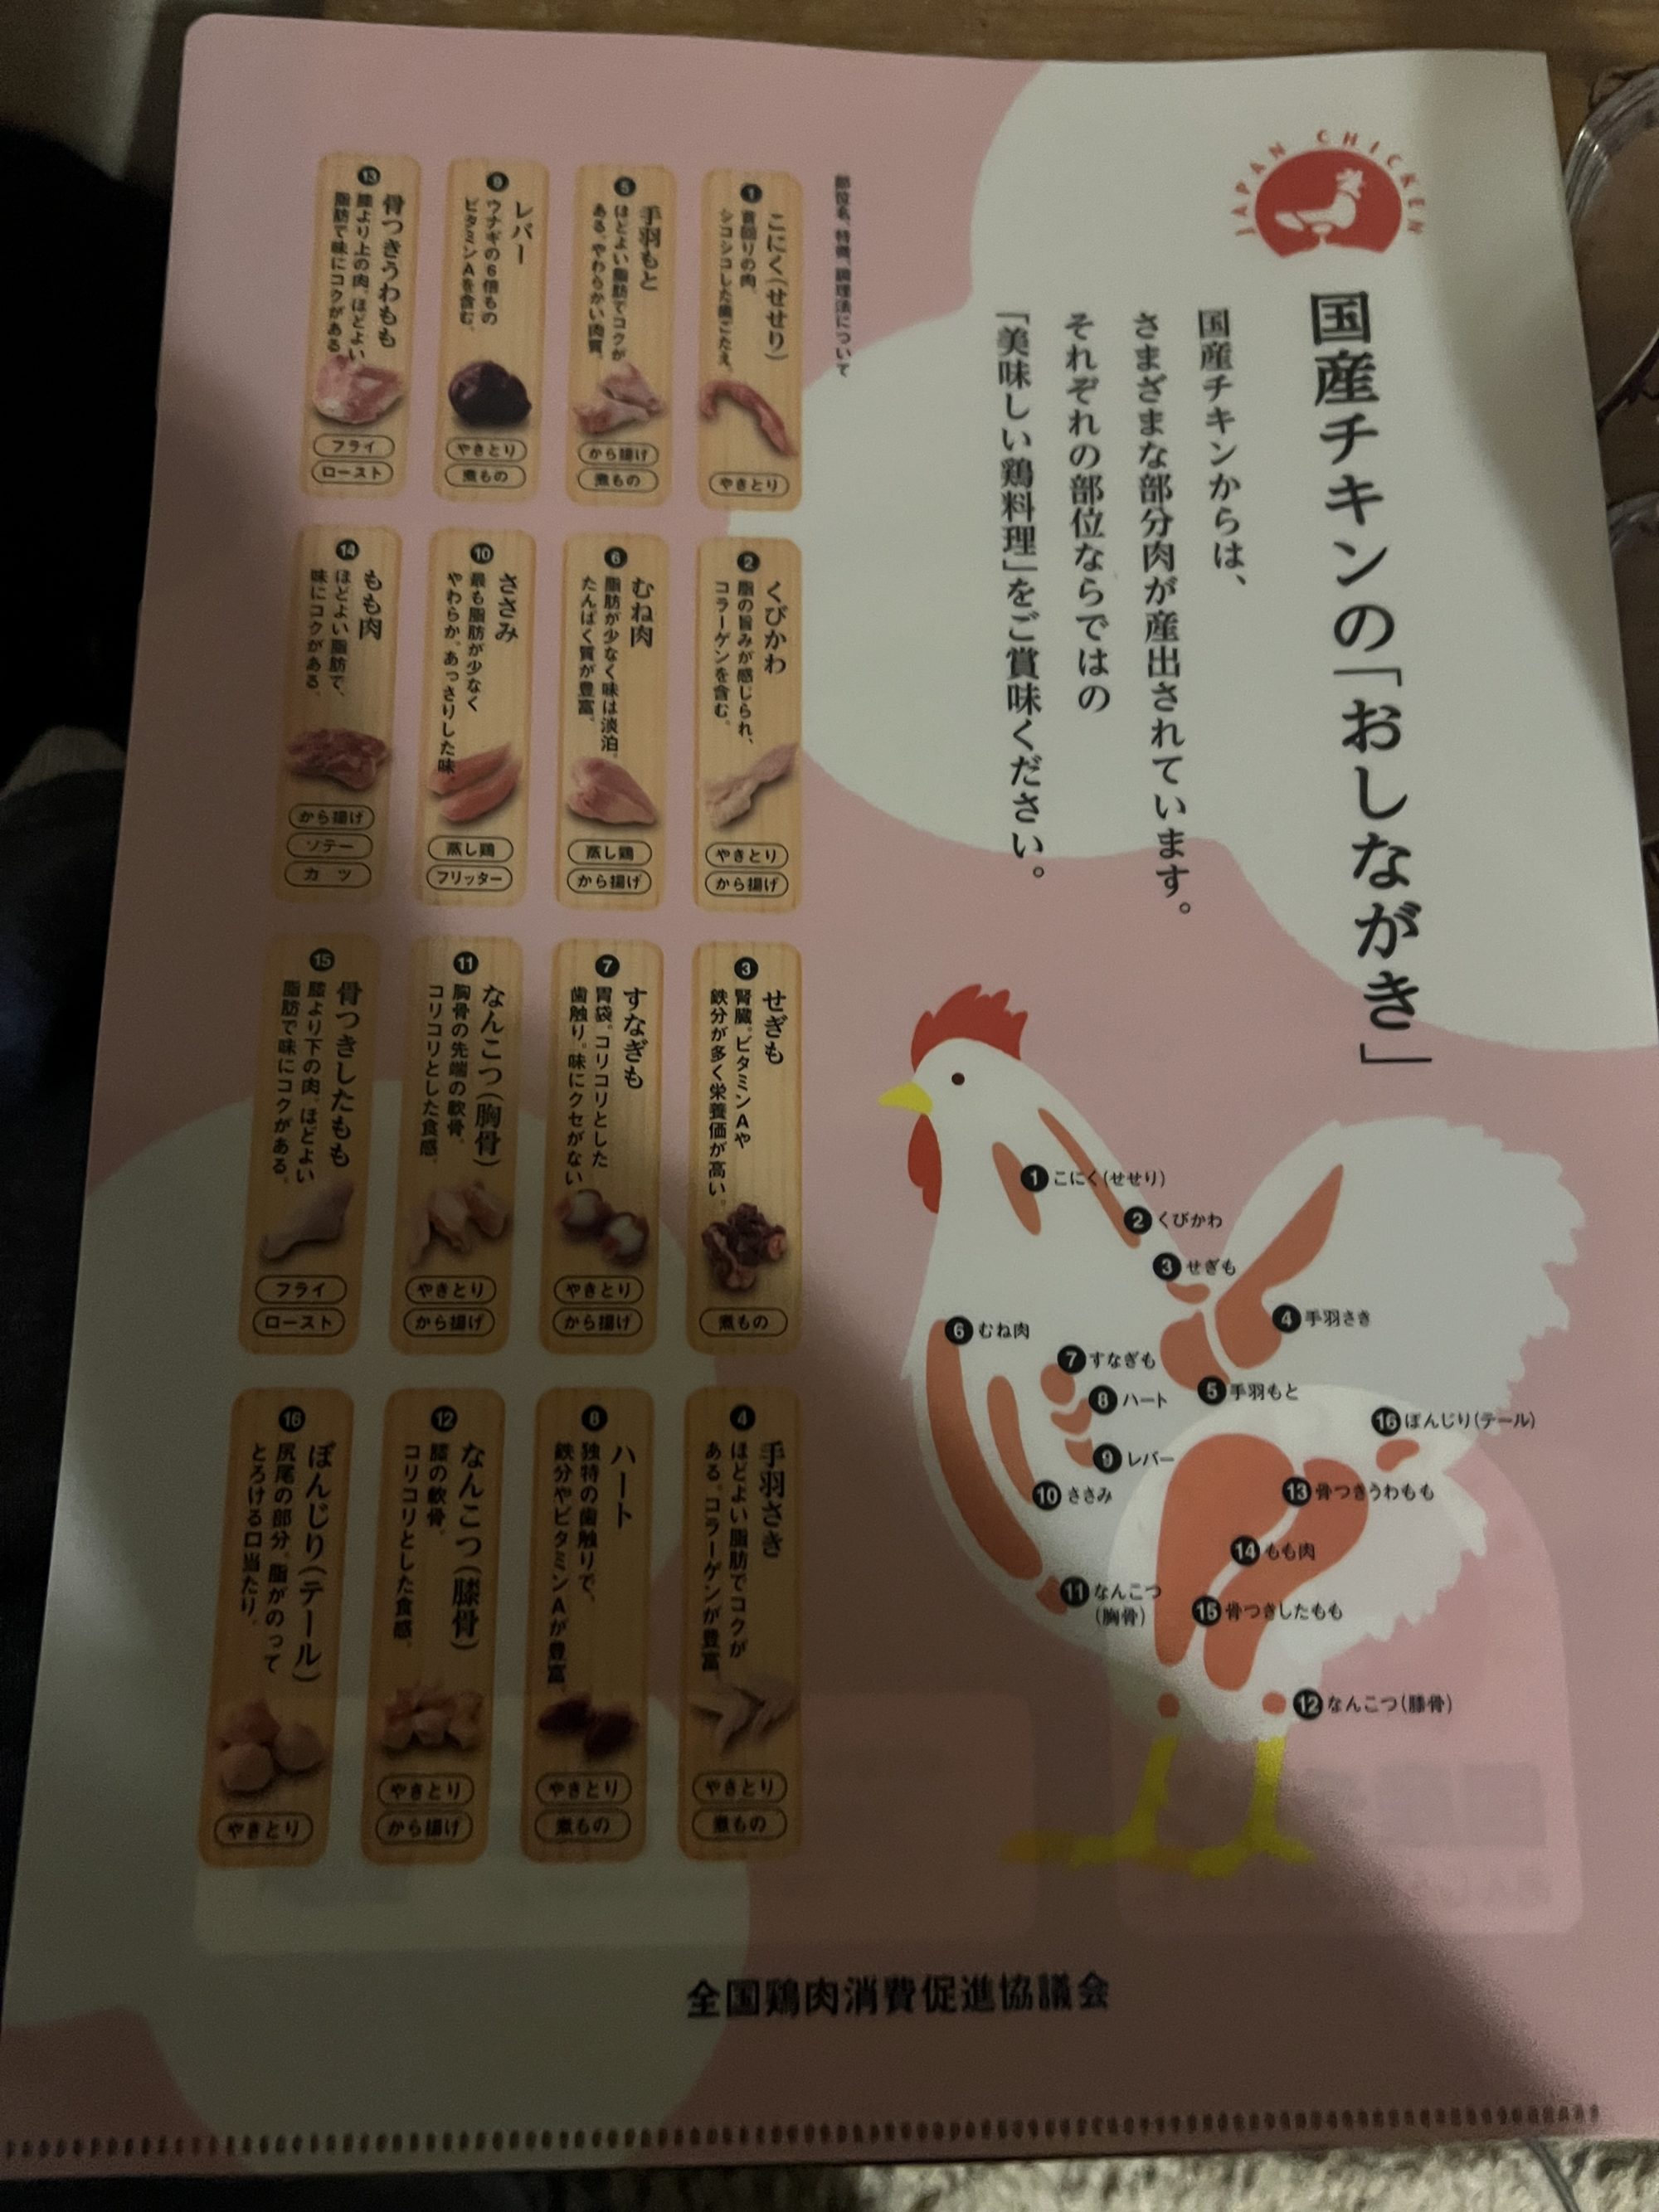 JAPAN CHICKEN
国産チキンの「おしながき」
国産チキンからは、
さまざまな部分肉が産出されています。
それぞれの部位ならではの
「美味しい鶏料理」をご賞味ください。
部位名、特徴、調理法について
1
こにく(せせり)
首回りの肉。
シコシコした歯ごたえ。
やきとり
2
くびかわ
脂の旨みが感じられ、
コラーゲンを含む。
やきとり
から揚げ
3
せぎも
腎臓。ビタミンAや
鉄分が多く栄養価が高い。
煮もの
4
手羽さき
ほどよい脂肪でコクが
ある。コラーゲンが豊富。
やきとり
煮もの
5
手羽もと
ほどよい脂肪でコクが
ある。やわらかい肉質。
から揚げ
煮もの
6
むね肉
脂肪が少なく味は淡泊。
たんぱく質が豊富。
蒸し鶏
から揚げ
7
すなぎも
胃袋。コリコリとした
歯触り。味にクセがない。
やきとり
から揚げ
8
ハート
独特の歯触りで、
鉄分やビタミンAが豊富。
やきとり
煮もの
9
レバー
ウナギの6倍もの
ビタミンAを含む。
やきとり
煮もの
10
ささみ
最も脂肪が少なく
やわらか。あっさりした味
蒸し鶏
フリッター
11
なんこつ(胸骨)
胸骨の先端の軟骨。
コリコリとした食感。
やきとり
から揚げ
12
なんこつ(膝骨)
膝の軟骨。
コリコリとした食感。
やきとり
から揚げ
13
骨つきうわもも
膝より上の肉。ほどよい
脂肪で味にコクがある
フライ
ロースト
14
もも肉
ほどよい脂肪で、
味にコクがある。
から揚げ
ソテー
カツ
15
骨つきしたもも
膝より下の肉。ほどよい
脂肪で味にコクがある。
フライ
ロースト
16
ぼんじり(テール)
尻尾の部分。脂がのって
とろける口当たり。
やきとり
1 こにく(せせり)
2 くびかわ
3 せぎも
4 手羽さき
6 むね肉
7 すなぎも
5 手羽もと
8 ハート
16 ぼんじり(テール)
9 レバー
10 ささみ
13 骨つきうわもも
14 もも肉
11 なんこつ
(胸骨)
15 骨つきしたもも
12 なんこつ(膝骨)
全国鶏肉消費促進協議会